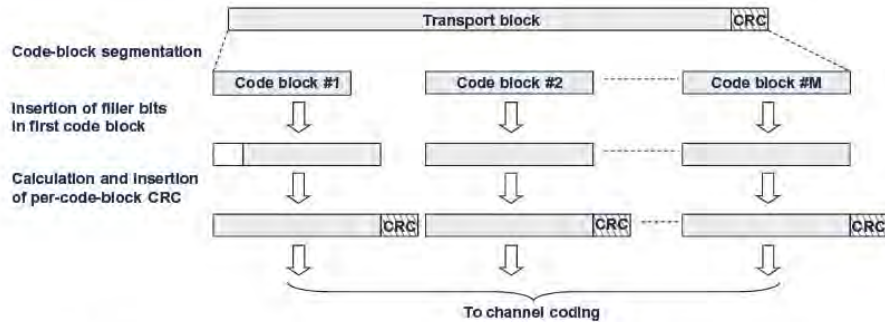 Transport block
CRC
Code-block segmentation
Code block #1
Code block #2
Code block #M
Insertion of filler bits
in first code block
Calculation and insertion
of per-code-block CRC
CRC
CRC
CRC
To channel coding